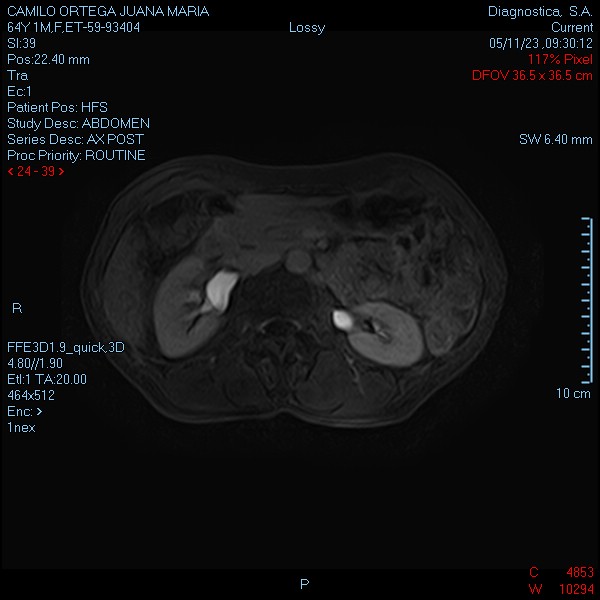 CAMILO ORTEGA JUANA MARIA
64Y 1M,F,ET-59-93404
SI:39
Pos:22.40 mm
Tra
Ec:1
Patient Pos: HFS
Study Desc: ABDOMEN
Series Desc: AX POST
Proc Priority: ROUTINE
< 24 - 39 >
Lossy
Diagnostica, S.A.
Current
05/11/23 ,09:30:12
117% Pixel
DFOV 36.5 x 36.5 cm
SW 6.40 mm
R
FFE3D1.9_quick,3D
4.80//1.90
Etl:1 TA:20.00
464x512
Enc: >
1nex
10 cm
P
C 4853
W 10294